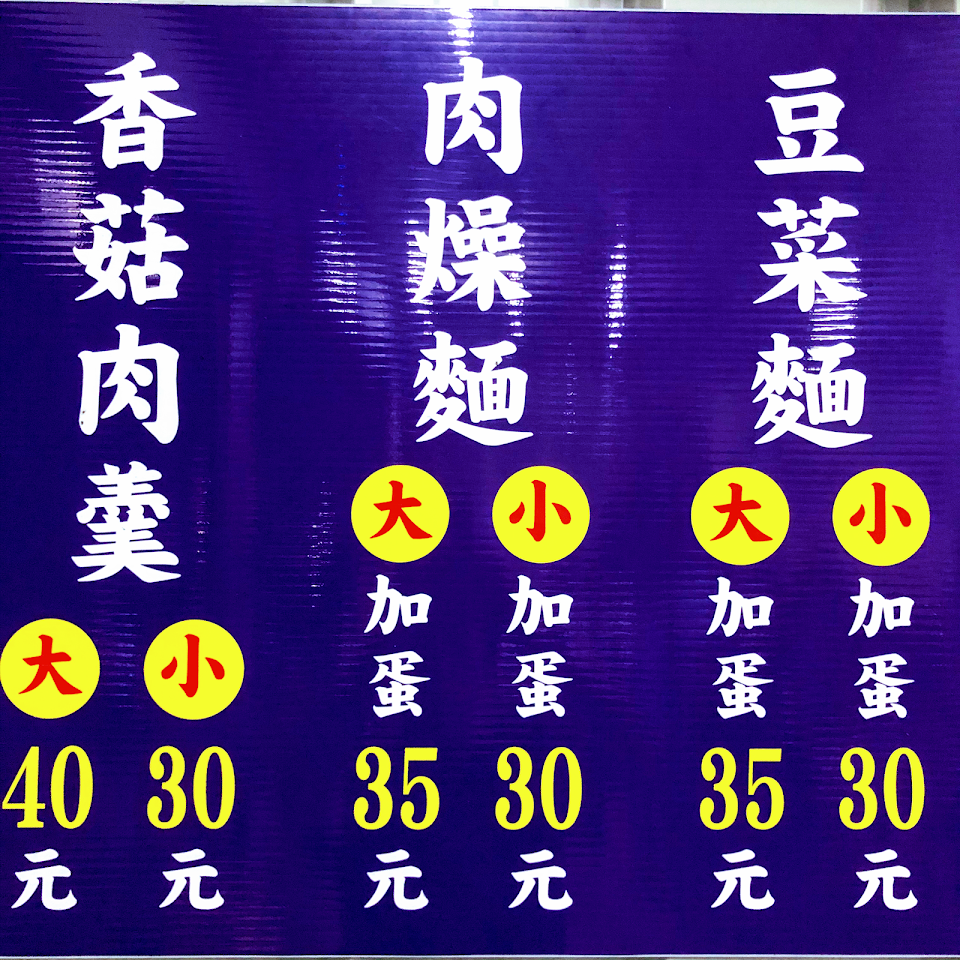 豆菜麵
小 加蛋 30元
大 加蛋 35元
肉燥麵
小 加蛋 30元
大 加蛋 35元
香菇肉羹
小 30元
大 40元